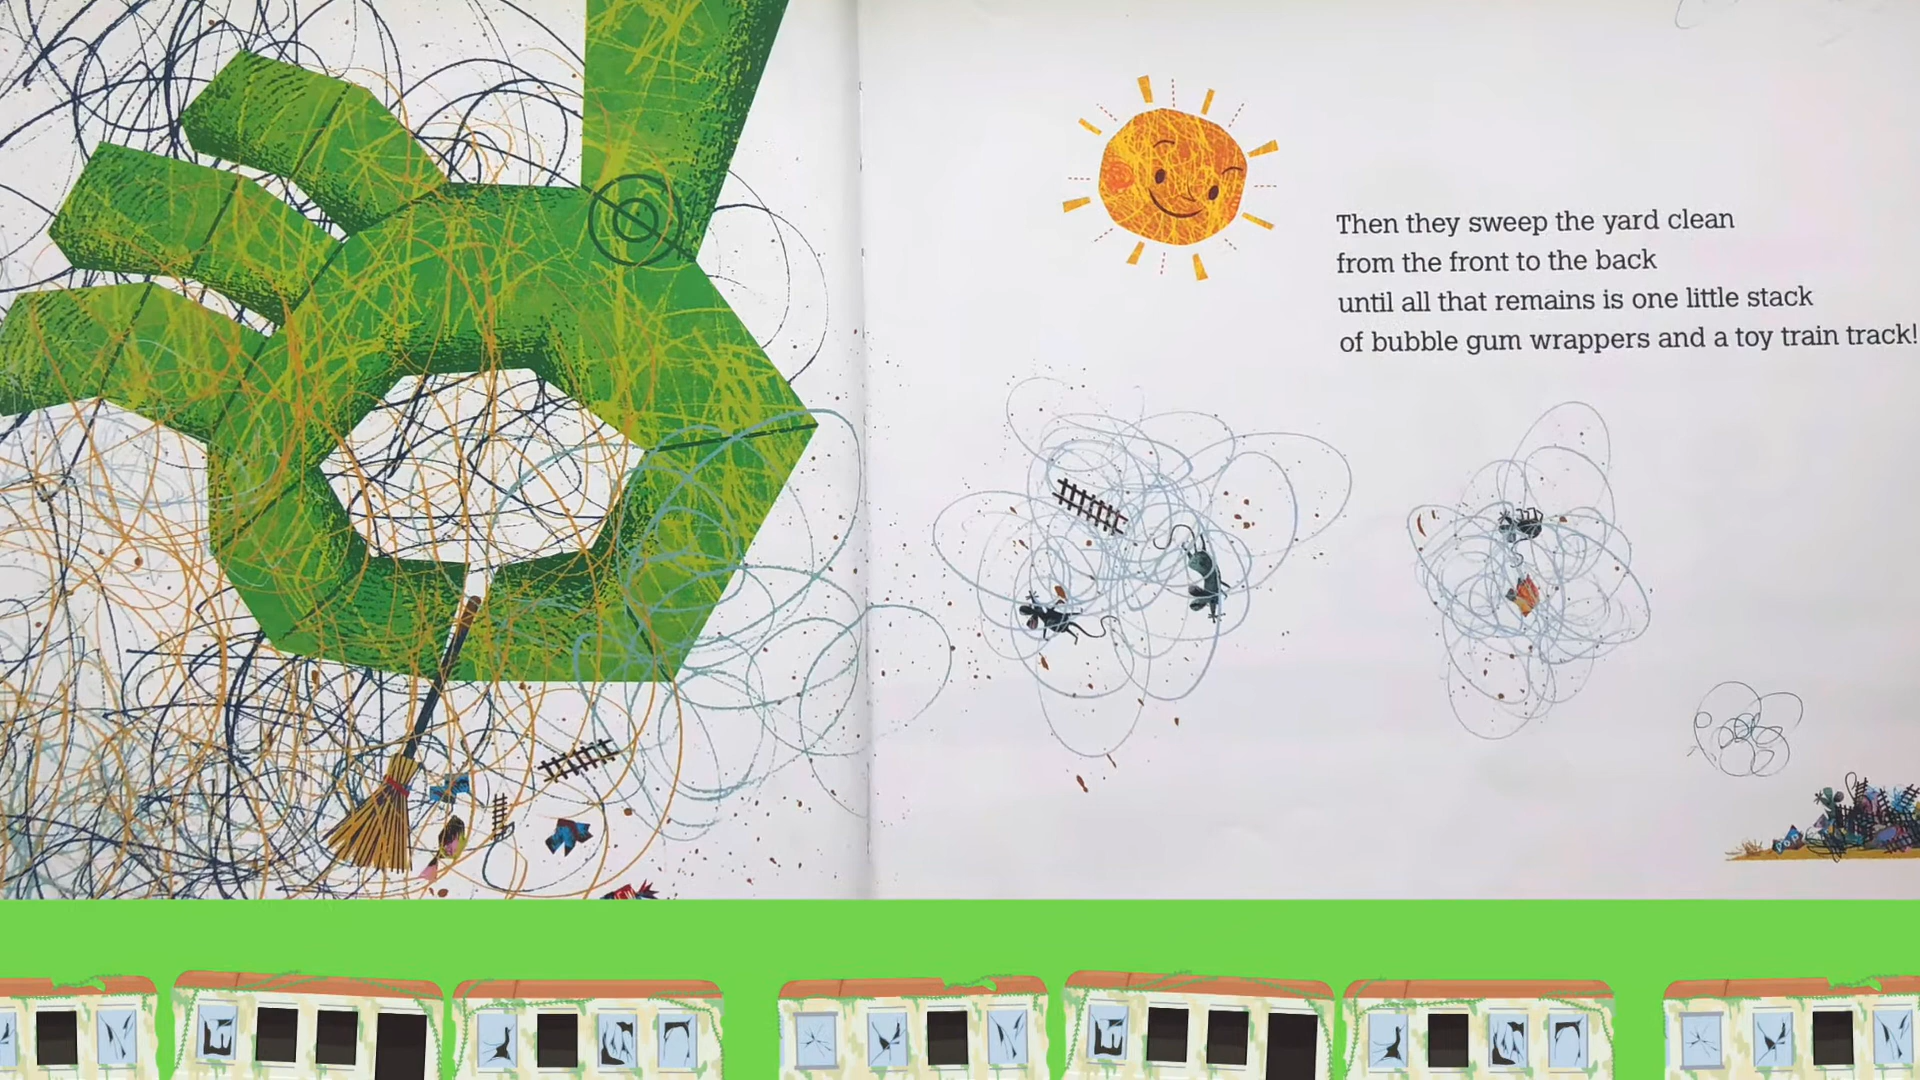 Then they sweep the yard clean
from the front to the back
until all that remains is one little stack
of bubble gum wrappers and a toy train track!